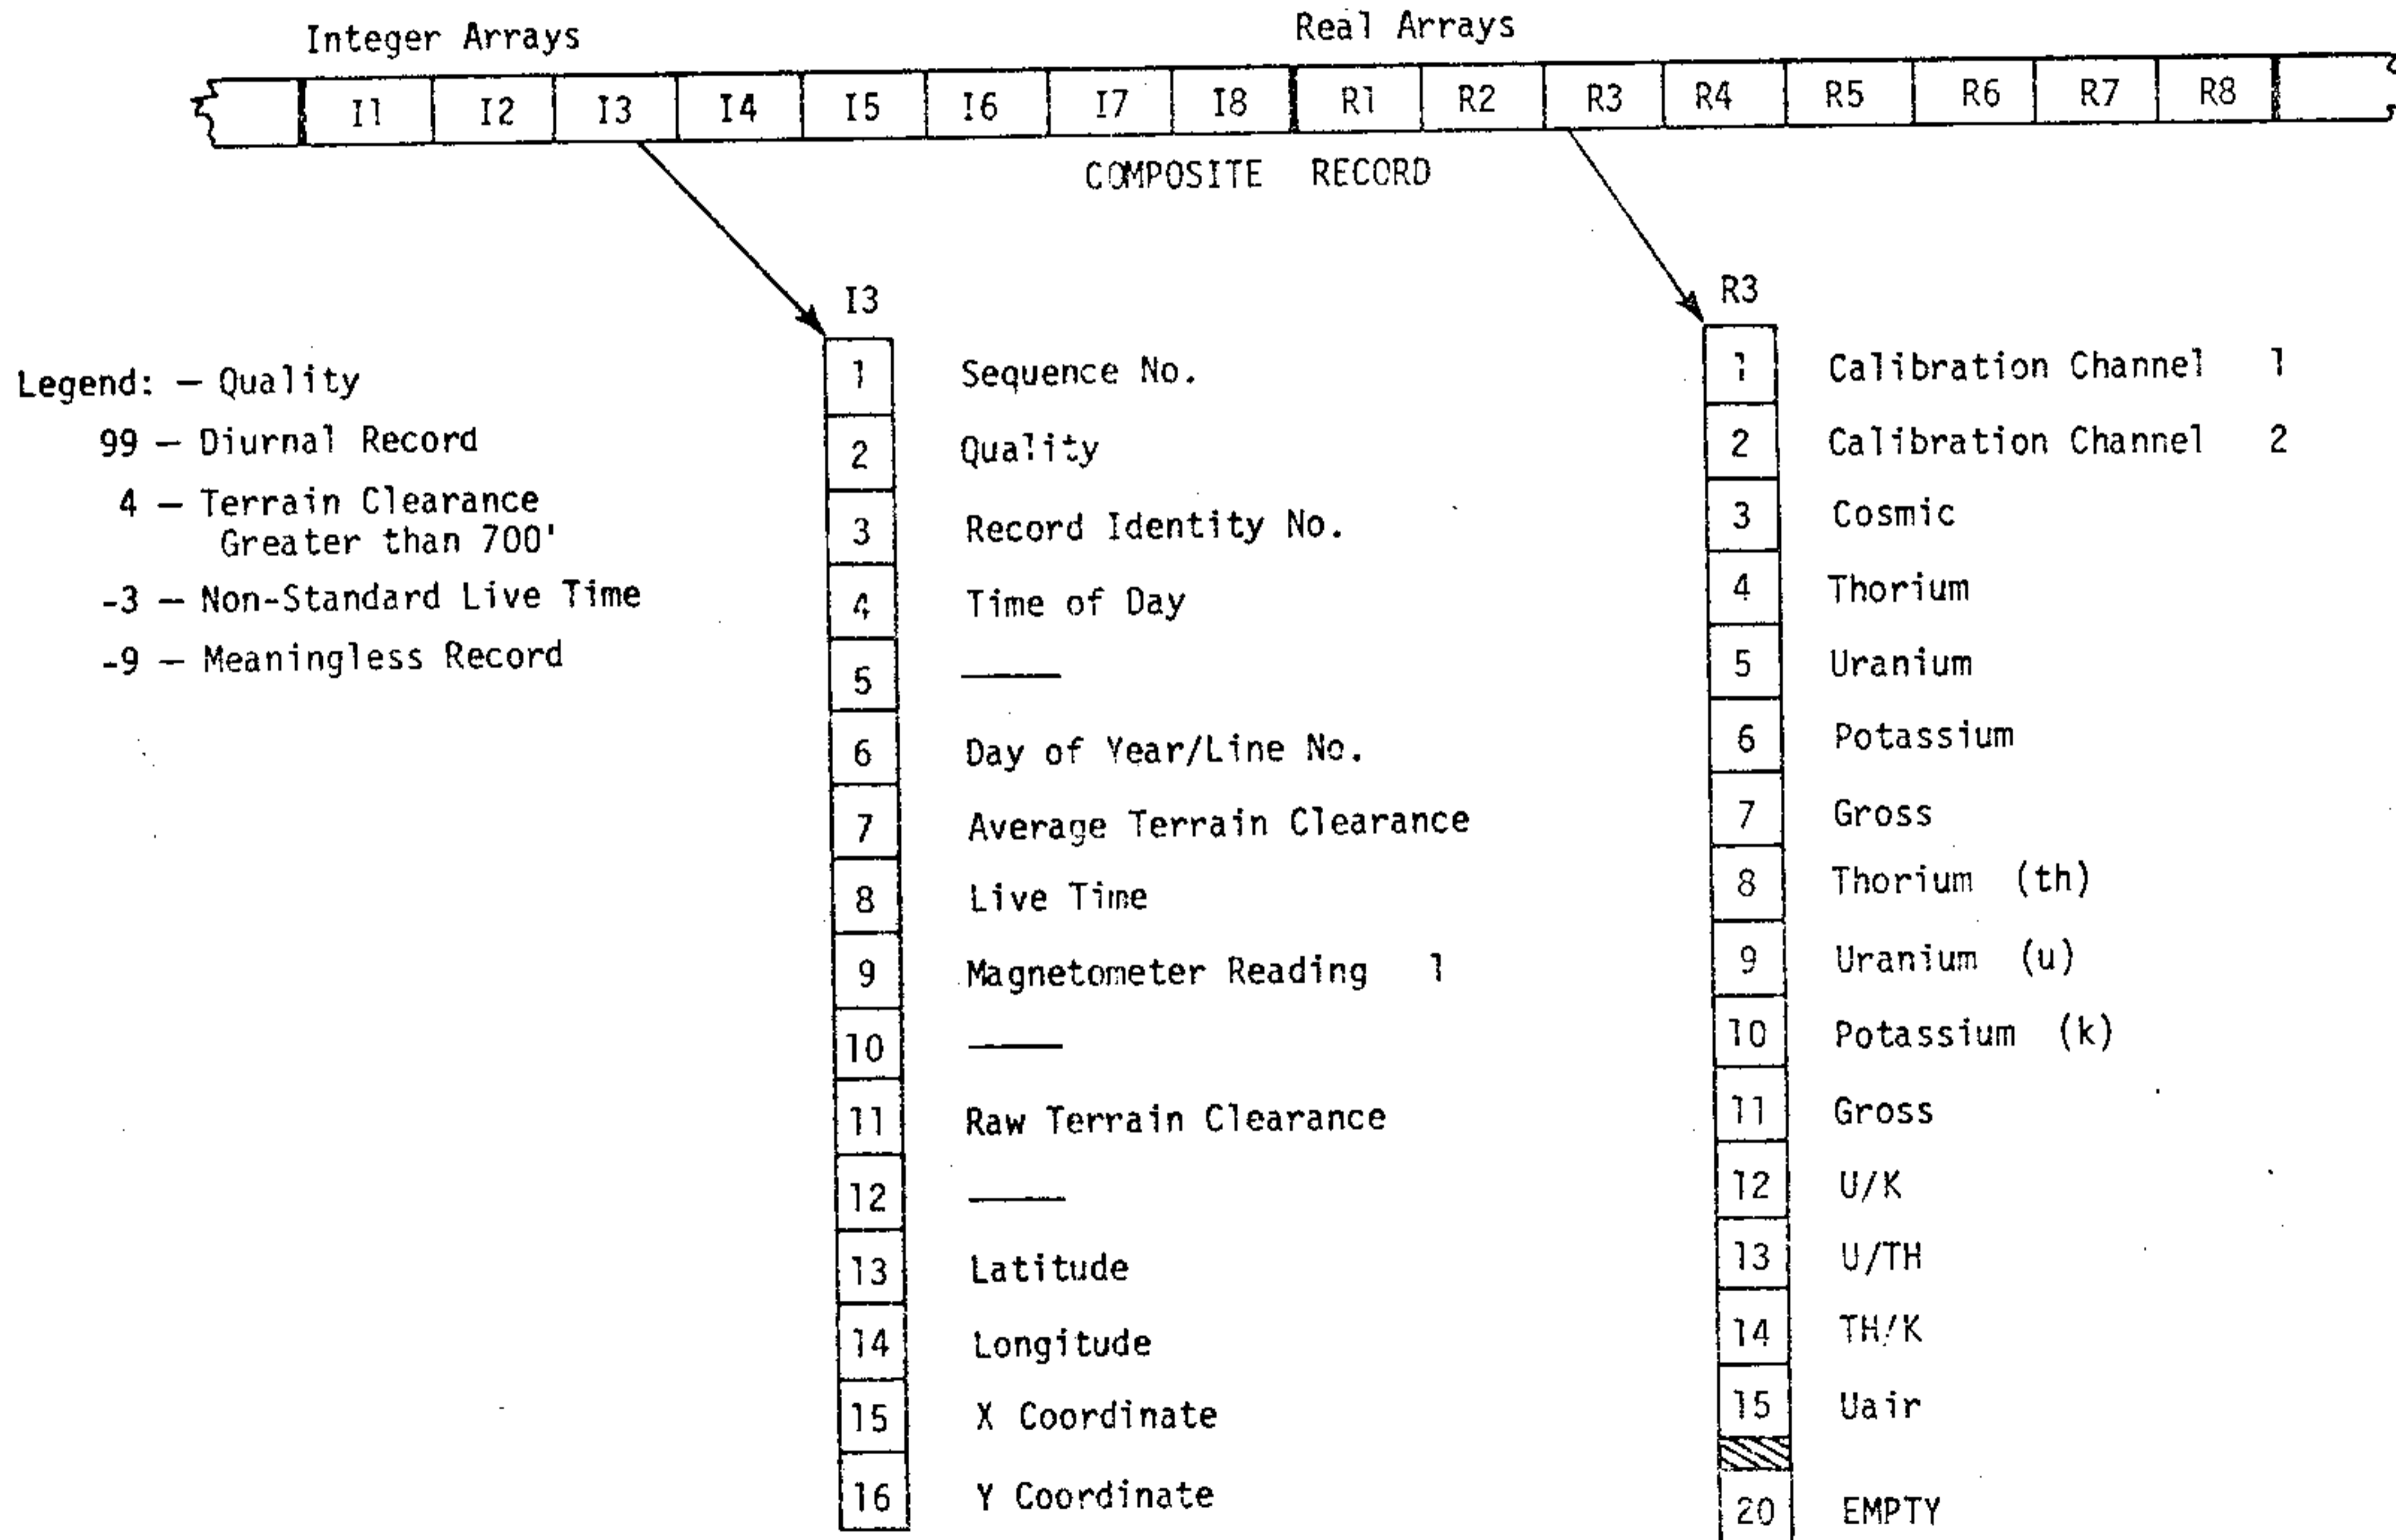 Integer Arrays
Real Arrays
I1 I2 I3 I4 I5 I6 I7 I8 R1 R2 R3 R4 R5 R6 R7 R8
COMPOSITE RECORD
Legend: — Quality
99 — Diurnal Record
4 — Terrain Clearance
Greater than 700'
-3 — Non-Standard Live Time
-9 — Meaningless Record
I3
1 Sequence No.
2 Quality
3 Record Identity No.
4 Time of Day
5 —
6 Day of Year/Line No.
7 Average Terrain Clearance
8 Live Time
9 Magnetometer Reading 1
10 —
11 Raw Terrain Clearance
12 —
13 Latitude
14 Longitude
15 X Coordinate
16 Y Coordinate
R3
1 Calibration Channel 1
2 Calibration Channel 2
3 Cosmic
4 Thorium
5 Uranium
6 Potassium
7 Gross
8 Thorium (th)
9 Uranium (u)
10 Potassium (k)
11 Gross
12 U/K
13 U/TH
14 TH/K
15 Uair
20 EMPTY